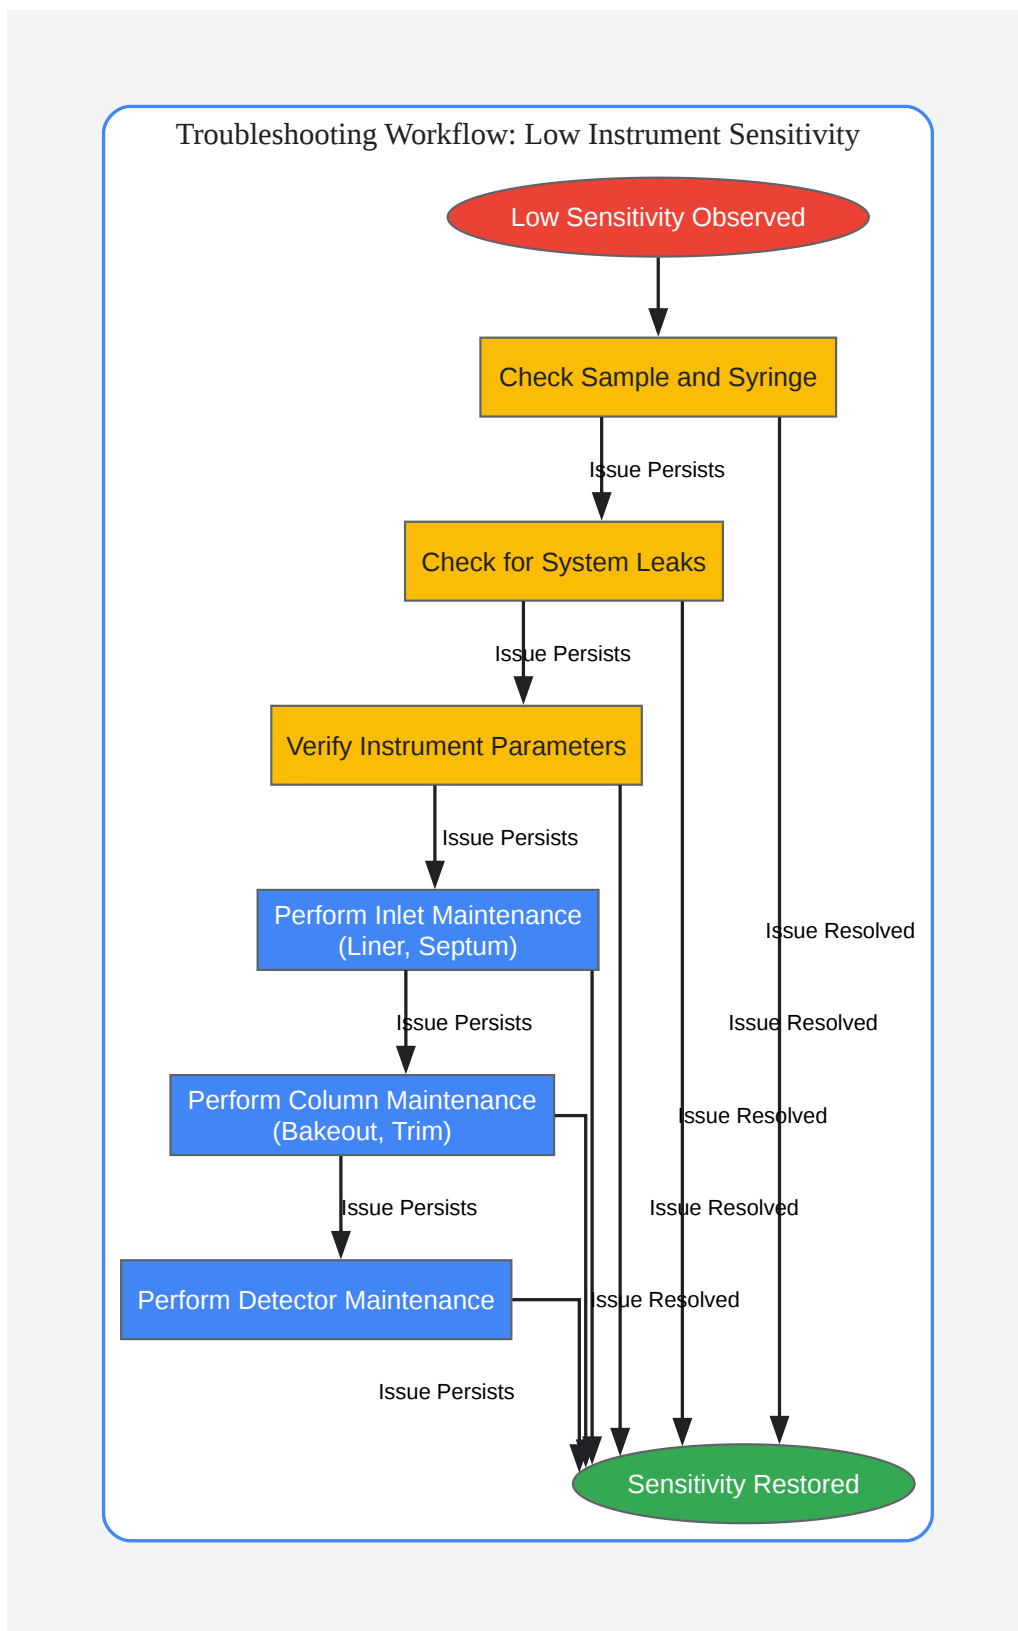 Troubleshooting Workflow: Low Instrument Sensitivity
Low Sensitivity Observed
Check Sample and Syringe
Issue Persists
Check for System Leaks
Issue Persists
Verify Instrument Parameters
Issue Persists
Perform Inlet Maintenance
(Liner, Septum)
Issue Resolved
Issue Persists
Issue Resolved
Perform Column Maintenance
(Bakeout, Trim)
Issue Resolved
Issue Persists
Issue Resolved
Perform Detector Maintenance
Issue Resolved
Issue Persists
Sensitivity Restored